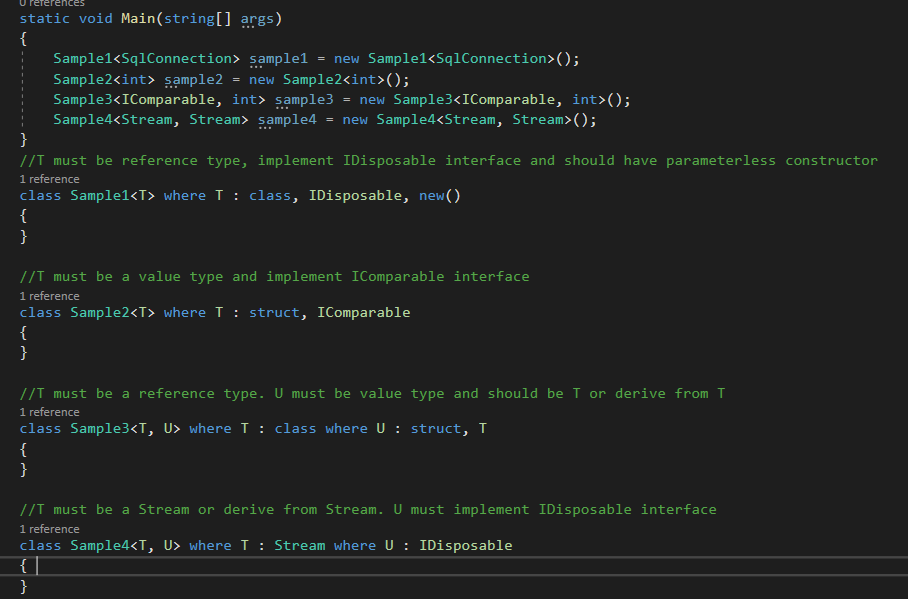 0 references
static void Main(string[] args)
{
Sample1<SqlConnection> sample1 = new Sample1<SqlConnection>();
Sample2<int> sample2 = new Sample2<int>();
Sample3<IComparable, int> sample3 = new Sample3<IComparable, int>();
Sample4<Stream, Stream> sample4 = new Sample4<Stream, Stream>();
}
//T must be reference type, implement IDisposable interface and should have parameterless constructor
1 reference
class Sample1<T> where T : class, IDisposable, new()
{
}
//T must be a value type and implement IComparable interface
1 reference
class Sample2<T> where T : struct, IComparable
{
}
//T must be a reference type. U must be value type and should be T or derive from T
1 reference
class Sample3<T, U> where T : class where U : struct, T
{
}
//T must be a Stream or derive from Stream. U must implement IDisposable interface
1 reference
class Sample4<T, U> where T : Stream where U : IDisposable
{
}